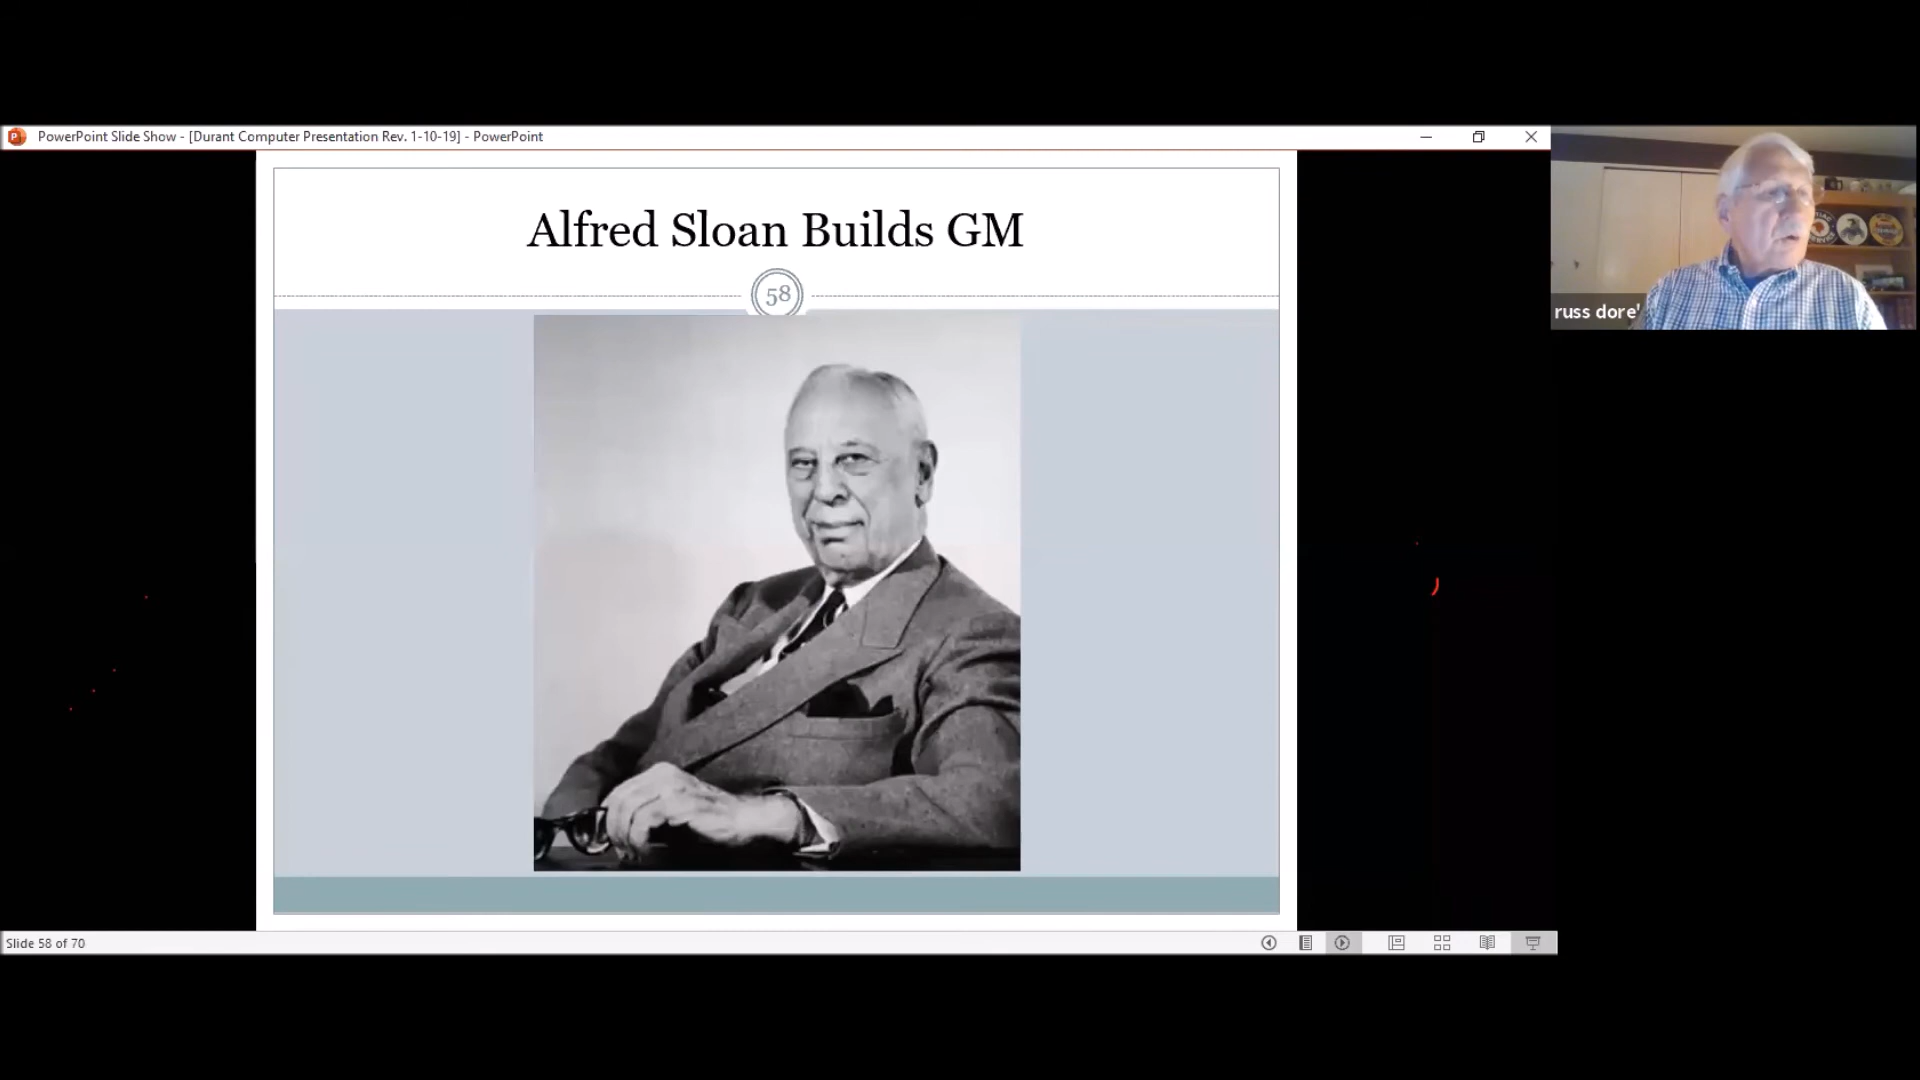 PowerPoint Slide Show - [Durant Computer Presentation Rev. 1-10-19] - PowerPoint
Alfred Sloan Builds GM
58
russ dore'
Slide 58 of 70